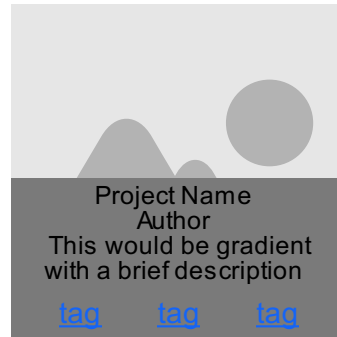 Project Name
Author
This would be gradient
with a brief description
tag tag tag